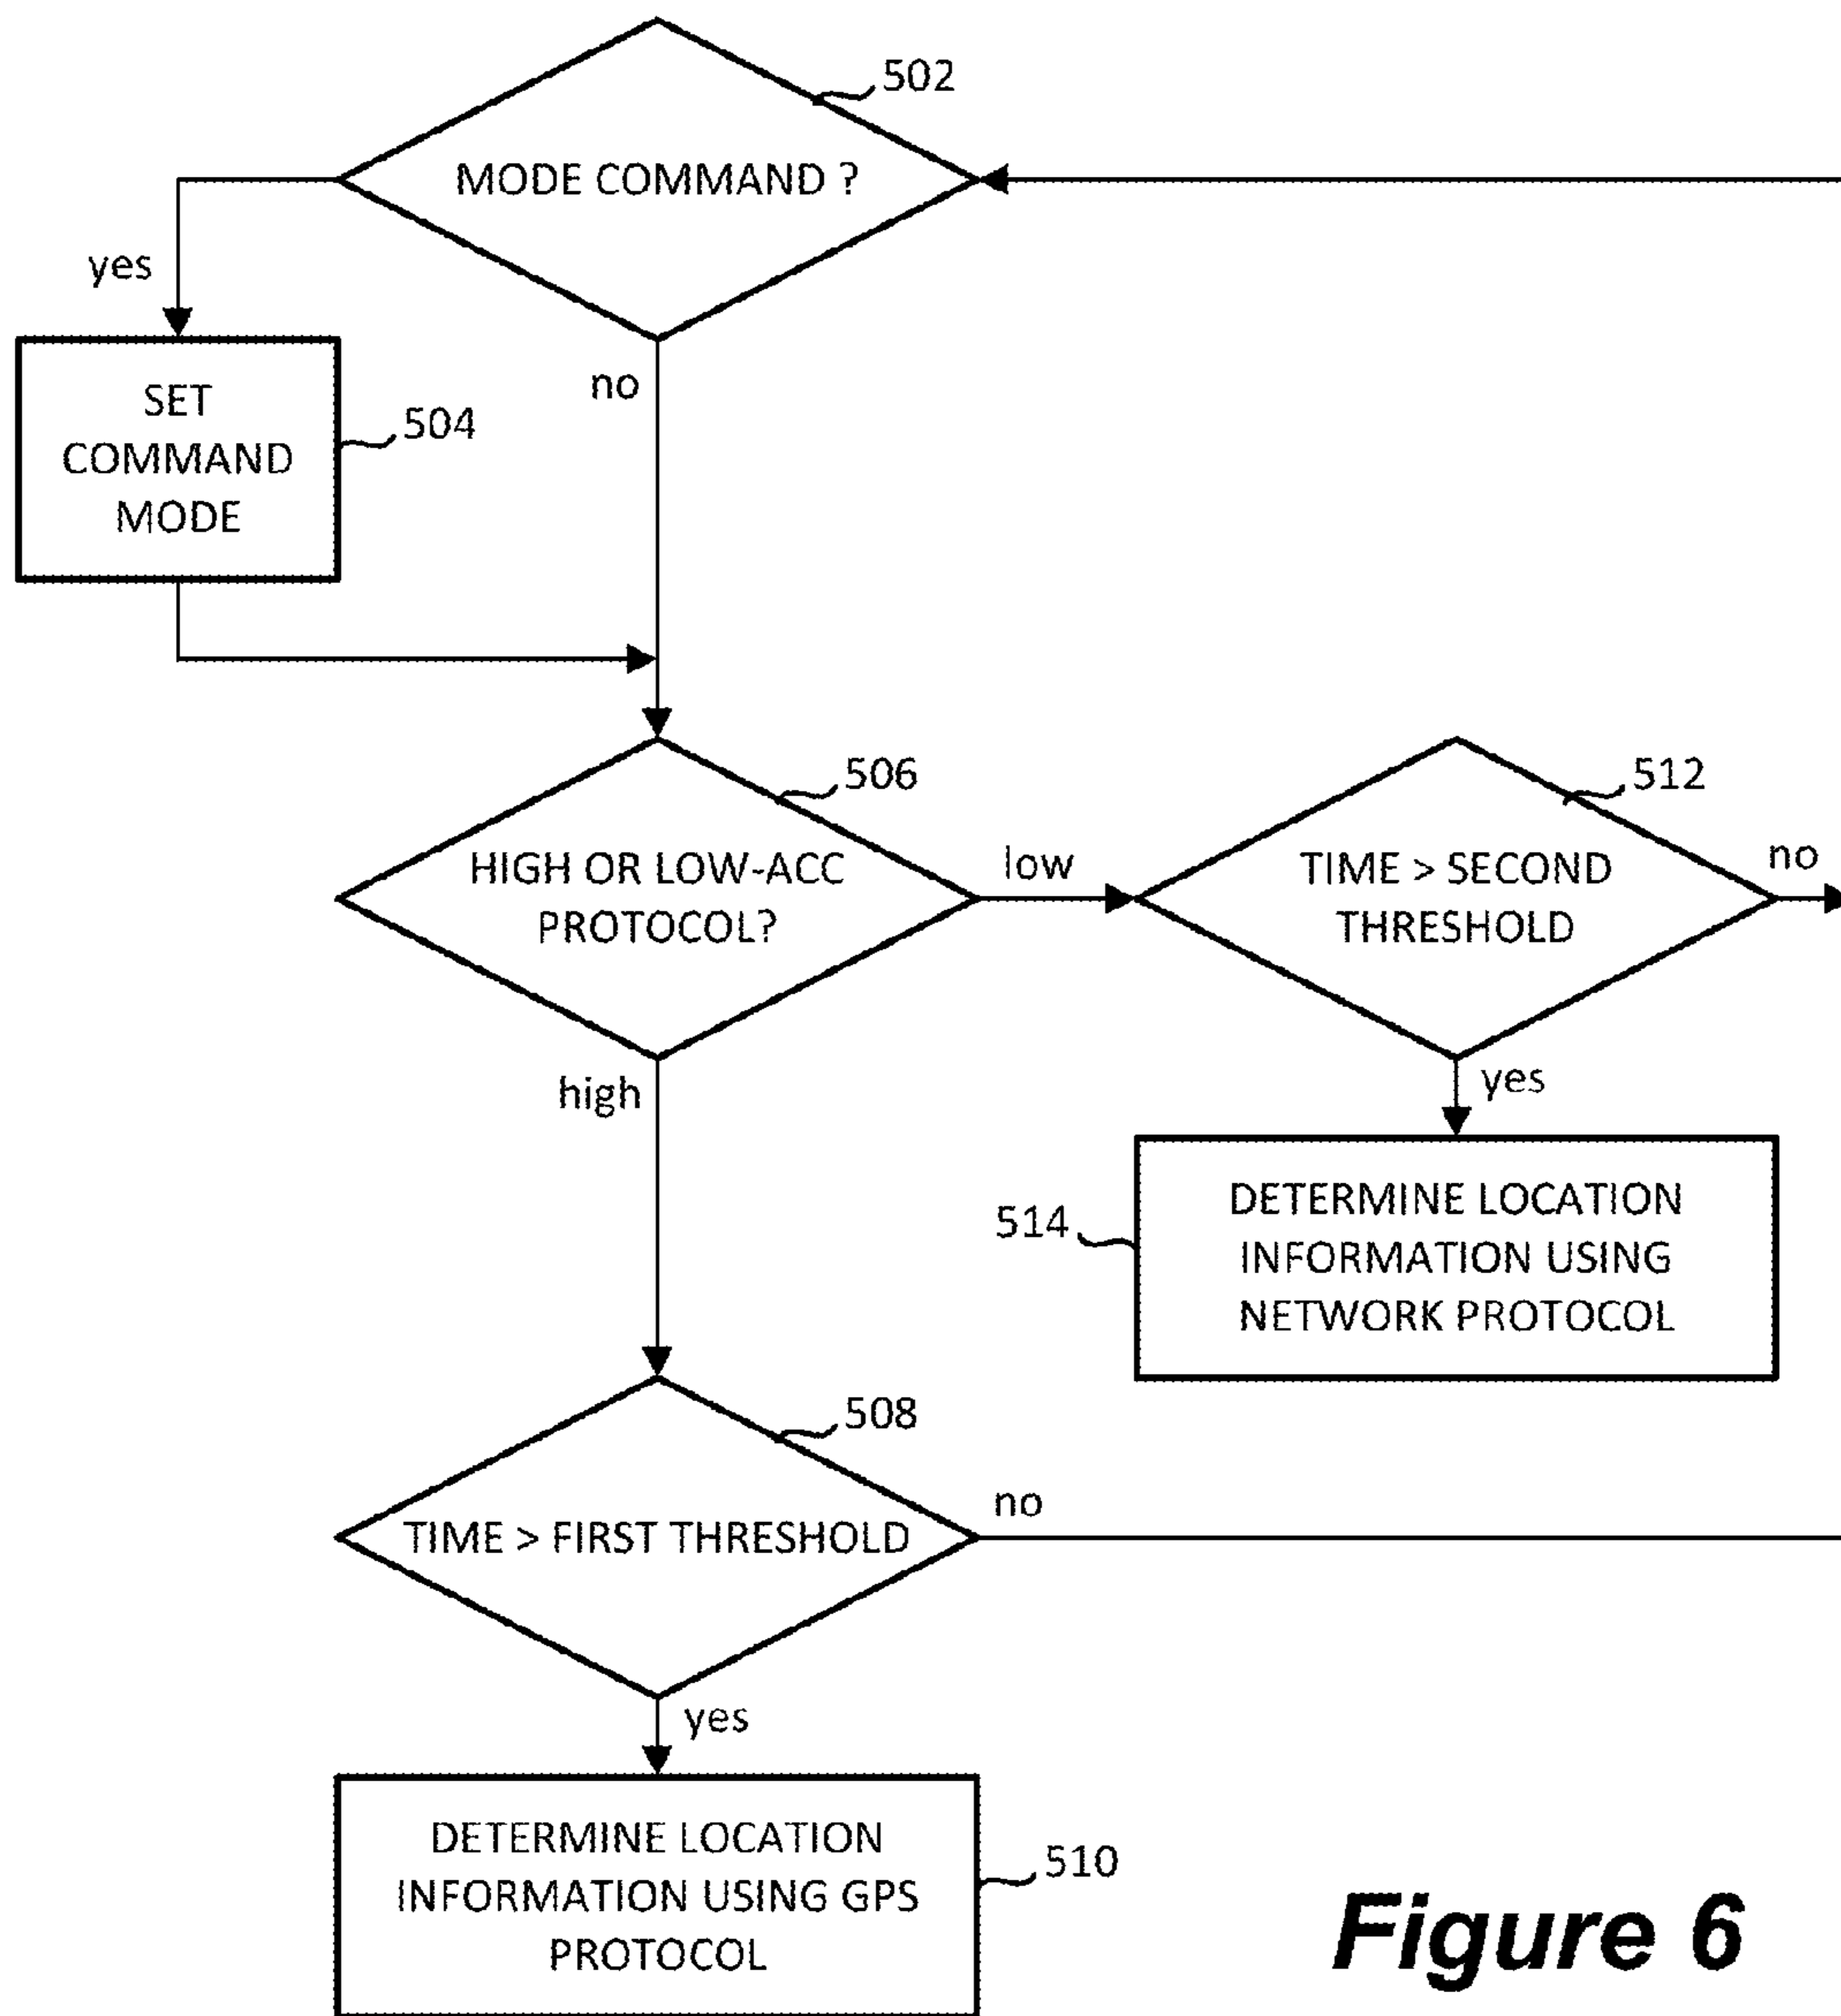 502
MODE COMMAND ?
yes
no
SET
COMMAND
MODE
504
506
HIGH OR LOW-ACC
PROTOCOL?
low
512
TIME > SECOND
THRESHOLD
no
high
yes
514
DETERMINE LOCATION
INFORMATION USING
NETWORK PROTOCOL
508
TIME > FIRST THRESHOLD
no
yes
DETERMINE LOCATION
INFORMATION USING GPS
PROTOCOL
510
Figure 6